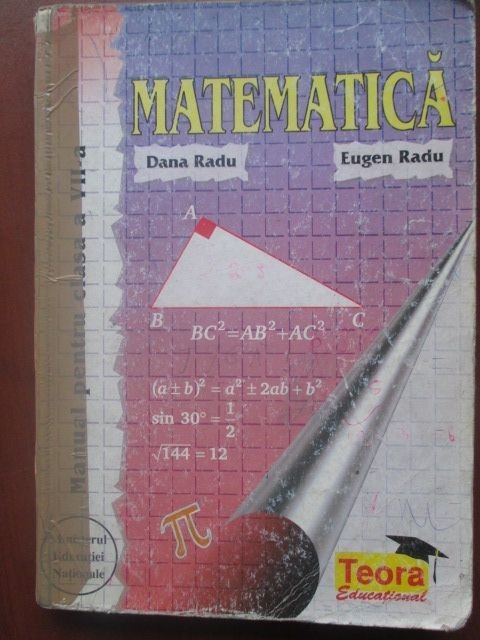 MATEMATICĂ
Dana Radu
Eugen Radu
Manual pentru clasa a VII-a
A
B
C
BC² = AB² + AC²
(a ± b)² = a² ± 2ab + b²
sin 30° = 1/2
√144 = 12
π
Ministerul
Educației
Naționale
Teora
Educational